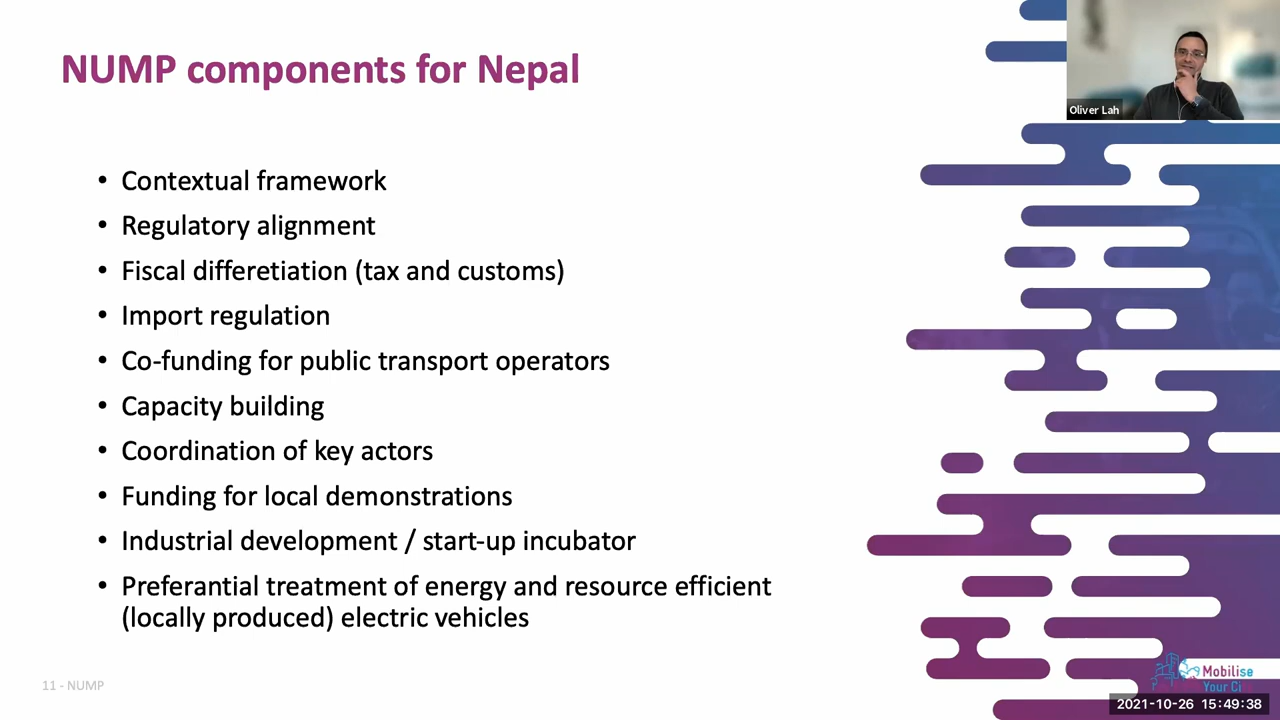 NUMP components for Nepal
Oliver Lah
• Contextual framework
• Regulatory alignment
• Fiscal differetiation (tax and customs)
• Import regulation
• Co-funding for public transport operators
• Capacity building
• Coordination of key actors
• Funding for local demonstrations
• Industrial development / start-up incubator
• Preferantial treatment of energy and resource efficient
(locally produced) electric vehicles
11 - NUMP
Mobilise
Your Ci
2021-10-26 15:49:38